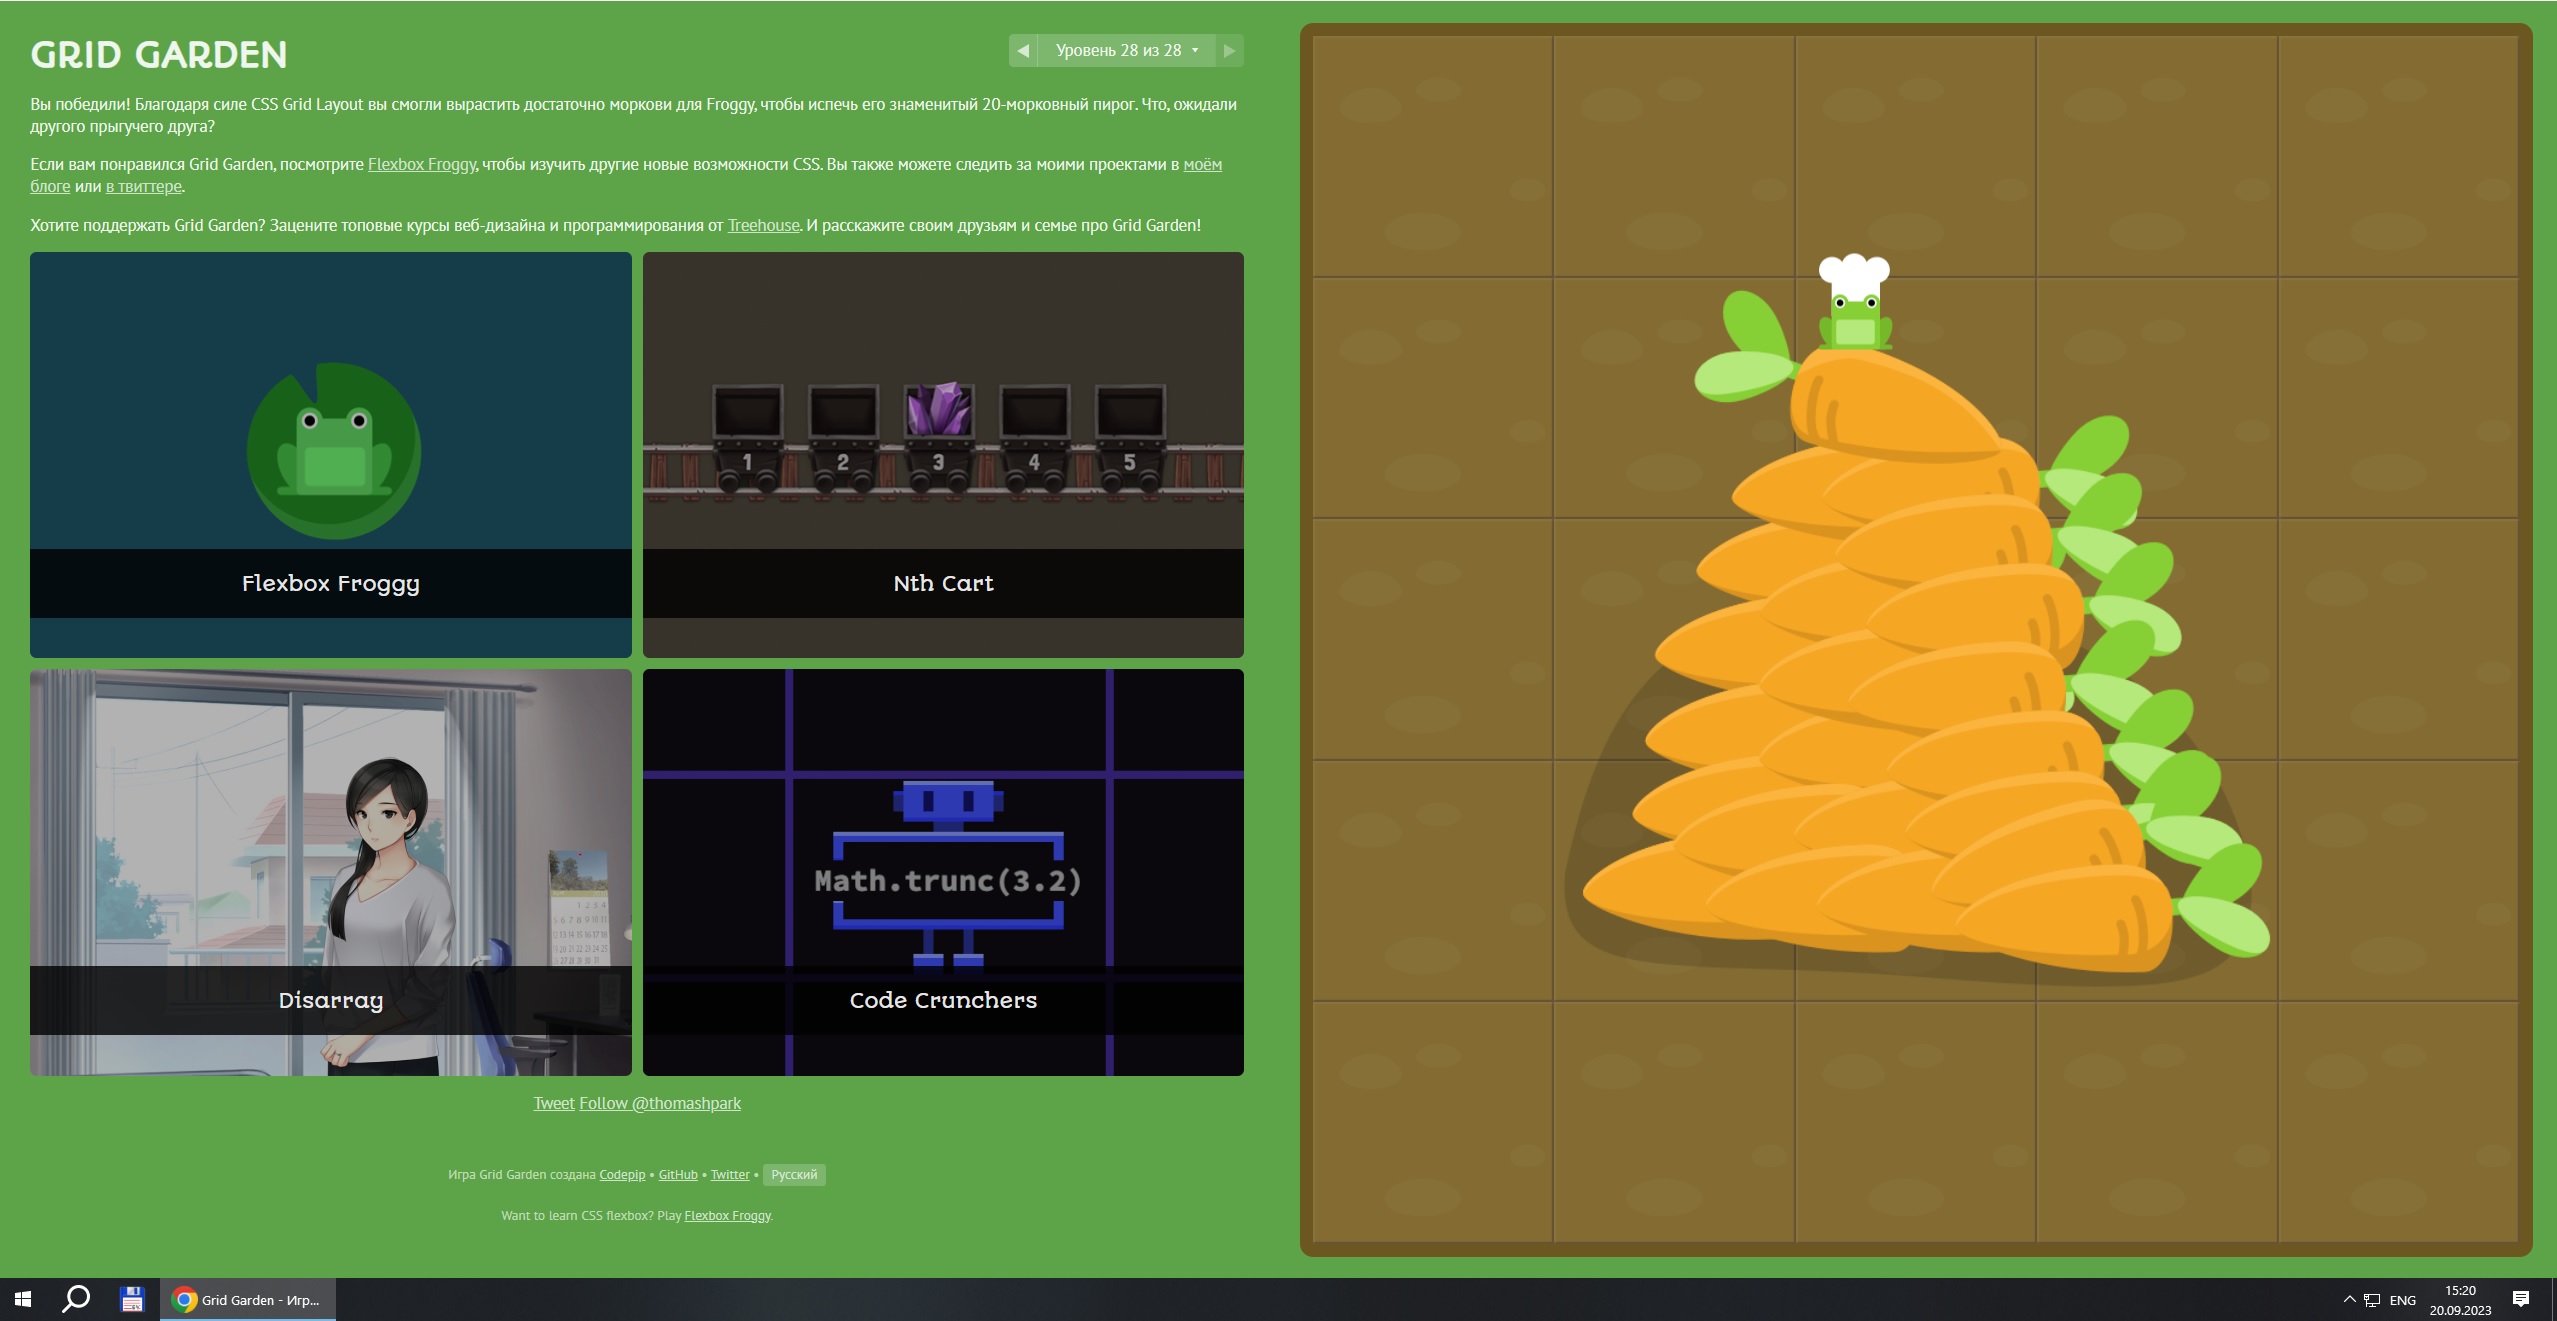 GRID GARDEN
Уровень 28 из 28
Вы победили! Благодаря силе CSS Grid Layout вы смогли вырастить достаточно моркови для Froggy, чтобы испечь его знаменитый 20-морковный пирог. Что, ожидали
другого прыгучего друга?
Если вам понравился Grid Garden, посмотрите Flexbox Froggy, чтобы изучить другие новые возможности CSS. Вы также можете следить за моими проектами в моём
блоге или в твиттере.
Хотите поддержать Grid Garden? Зацените топовые курсы веб-дизайна и программирования от Treehouse. И расскажите своим друзьям и семье про Grid Garden!
1 2 3 4 5
Flexbox Froggy
Nth Cart
Math.trunc(3.2)
Disarray
Code Crunchers
Tweet Follow @thomashpark
Игра Grid Garden создана Codepip • GitHub • Twitter • Русский
Want to learn CSS flexbox? Play Flexbox Froggy.
Grid Garden - Игр...
ENG
15:20
20.09.2023